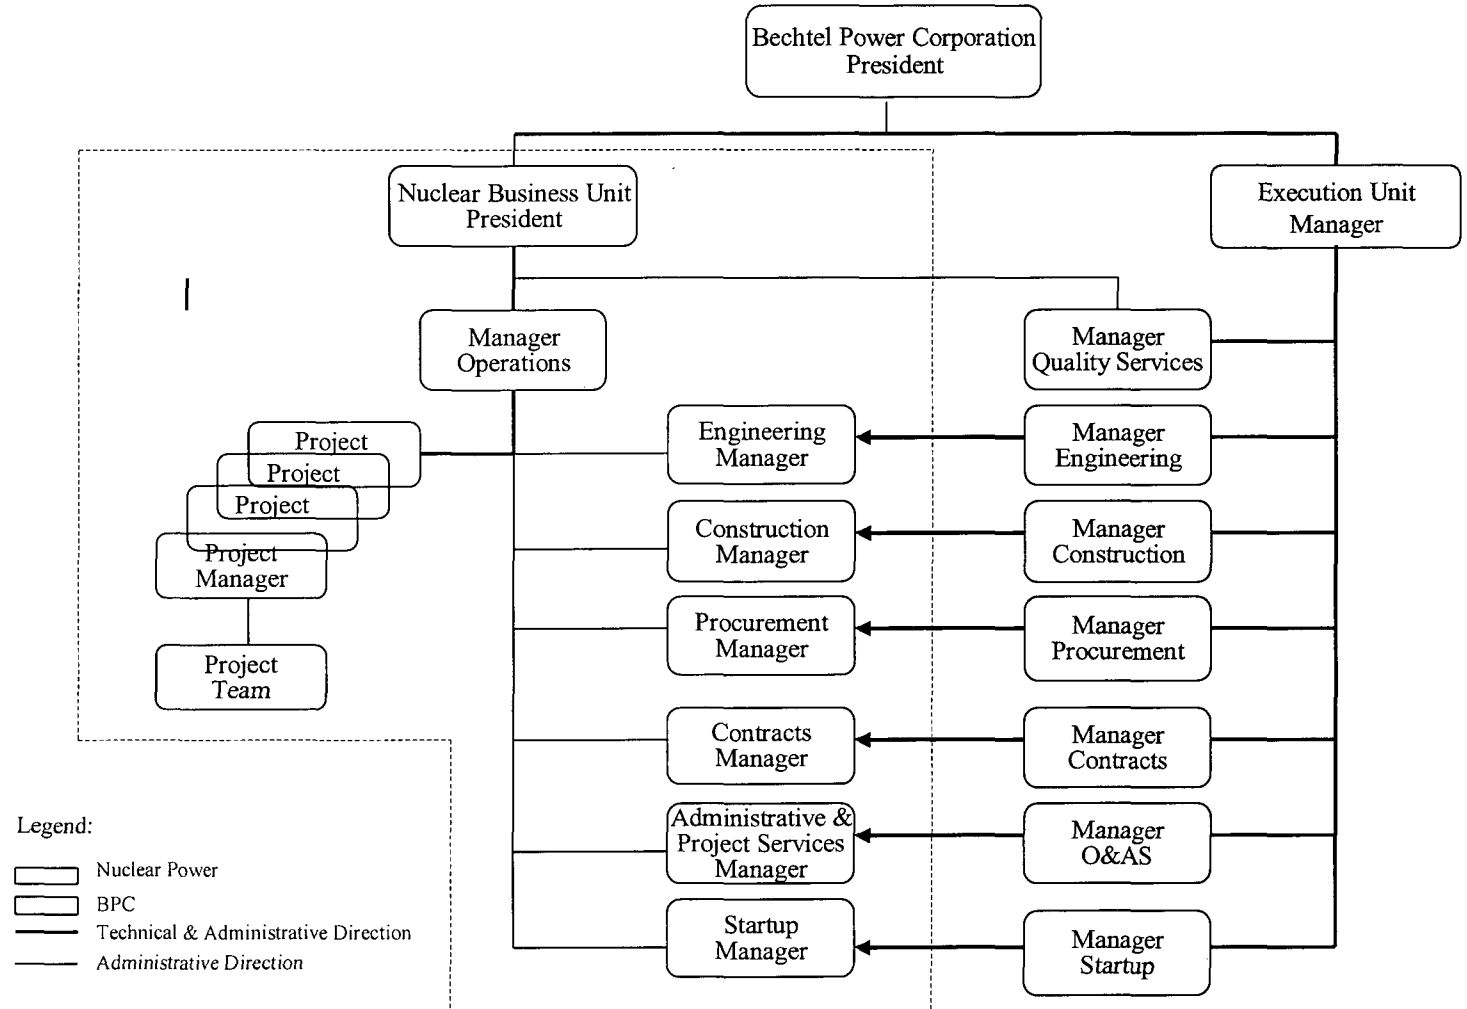 Bechtel Power Corporation
President
Nuclear Business Unit
President
Execution Unit
Manager
Manager
Operations
Manager
Quality Services
Project
Project
Project
Project
Manager
Project
Team
Engineering
Manager
Manager
Engineering
Construction
Manager
Manager
Construction
Procurement
Manager
Manager
Procurement
Contracts
Manager
Manager
Contracts
Administrative &
Project Services
Manager
Manager
O&AS
Startup
Manager
Manager
Startup
Legend:
Nuclear Power
BPC
Technical & Administrative Direction
Administrative Direction